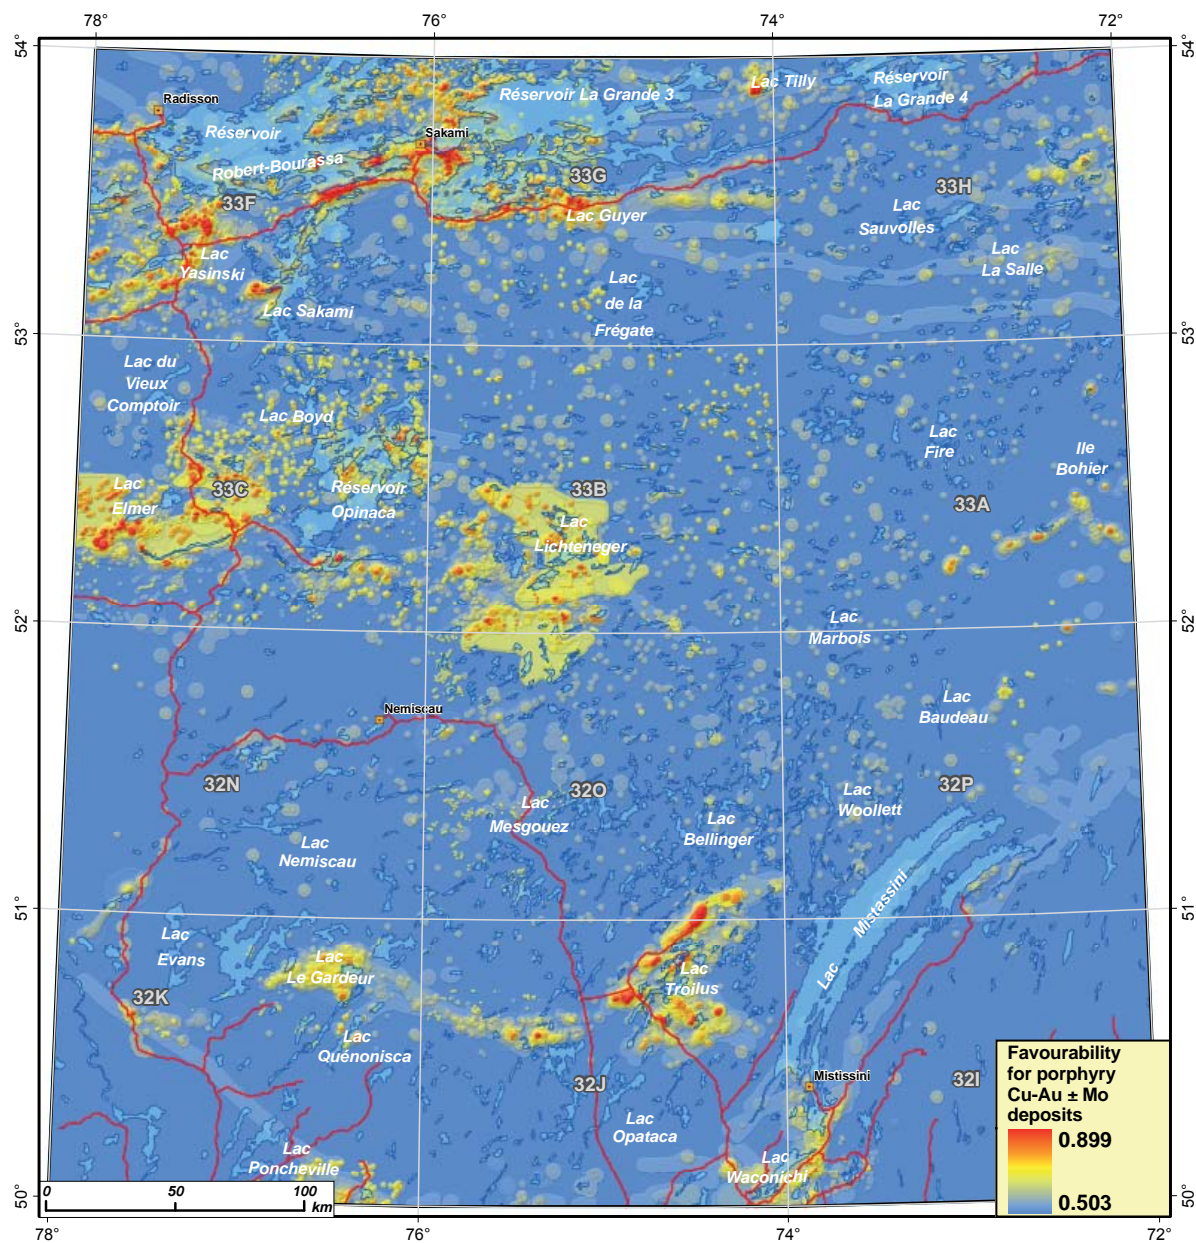 78°
76°
74°
72°
54°
54°
Radisson
Réservoir
Robert-Bourassa
Sakami
Réservoir La Grande 3
Lac Tilly
Réservoir
La Grande 4
33F
33G
33H
Lac Guyer
Lac
Sauvolles
Lac
Yasinski
Lac
La Salle
Lac Sakami
Lac
de la
Frégate
53°
53°
Lac du
Vieux
Comptoir
Lac Boyd
Lac
Fire
Ile
Bohier
Lac
Elmer
33C
Réservoir
Opinaca
33B
33A
Lac
Lichteneger
52°
52°
Lac
Marbois
Nemiscau
Lac
Baudeau
32N
32O
32P
Lac
Mesgouez
Lac
Woollett
Lac
Bellinger
Lac
Nemiscau
51°
51°
Lac
Evans
Lac
Le Gardeur
Lac
Troilus
Lac Mistassini
32K
Lac
Quénonisca
32J
Mistissini
32I
Lac
Opataca
Lac
Poncheville
Lac
Waconichi
Favourability
for porphyry
Cu-Au ± Mo
deposits
0.899
0.503
0
50
100
km
50°
50°
78°
76°
74°
72°